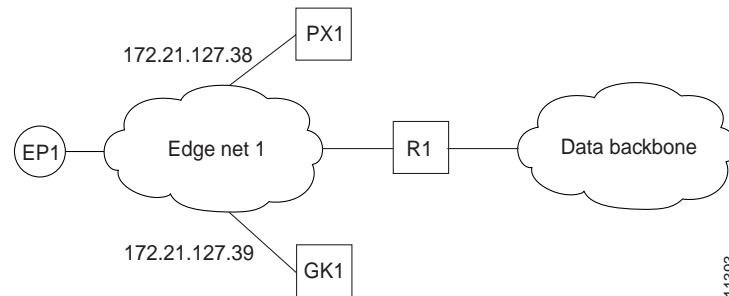 PX1
172.21.127.38
EP1
Edge net 1
R1
Data backbone
172.21.127.39
GK1